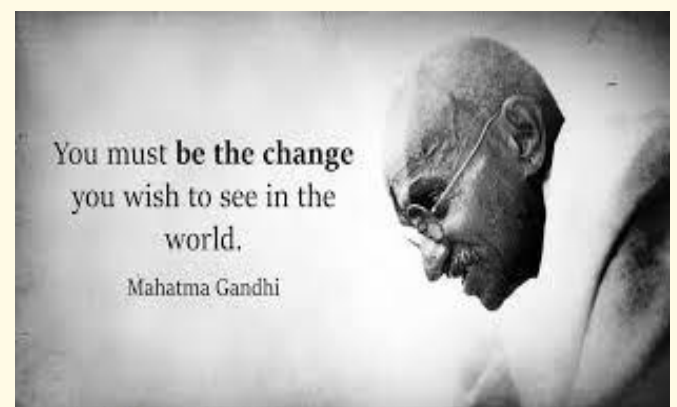 You must be the change
you wish to see in the
world.
Mahatma Gandhi